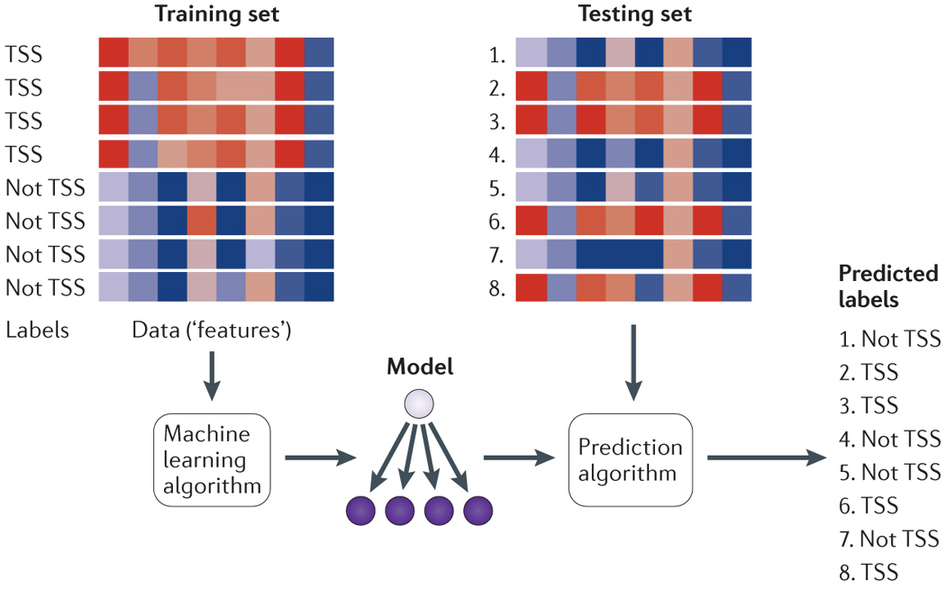 Training set
TSS
TSS
TSS
TSS
Not TSS
Not TSS
Not TSS
Not TSS
Labels
Data (‘features’)
Testing set
1.
2.
3.
4.
5.
6.
7.
8.
Machine
learning
algorithm
Model
Prediction
algorithm
Predicted
labels
1. Not TSS
2. TSS
3. TSS
4. Not TSS
5. Not TSS
6. TSS
7. Not TSS
8. TSS